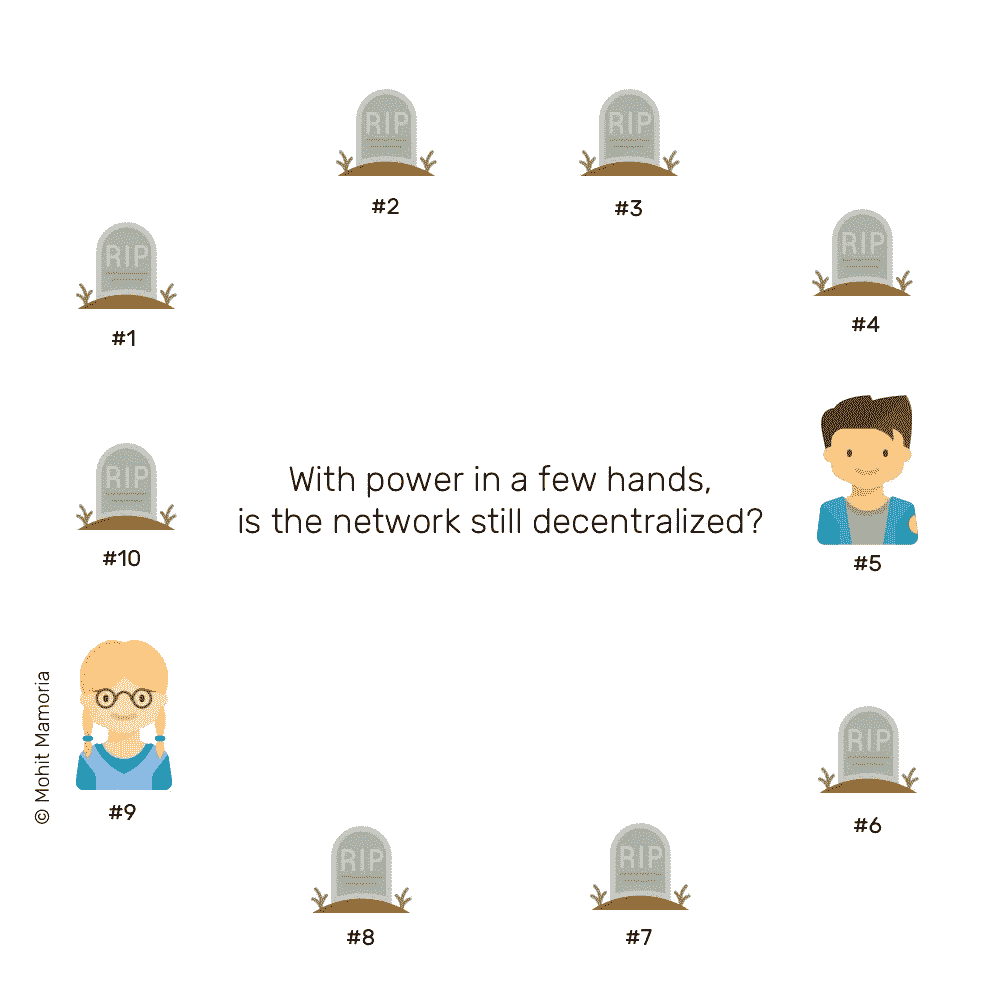 RIP
#2
RIP
#3
RIP
#1
RIP
#4
RIP
#10
With power in a few hands,
is the network still decentralized?
#5
© Mohit Mamoria
#9
RIP
#6
RIP
#8
RIP
#7